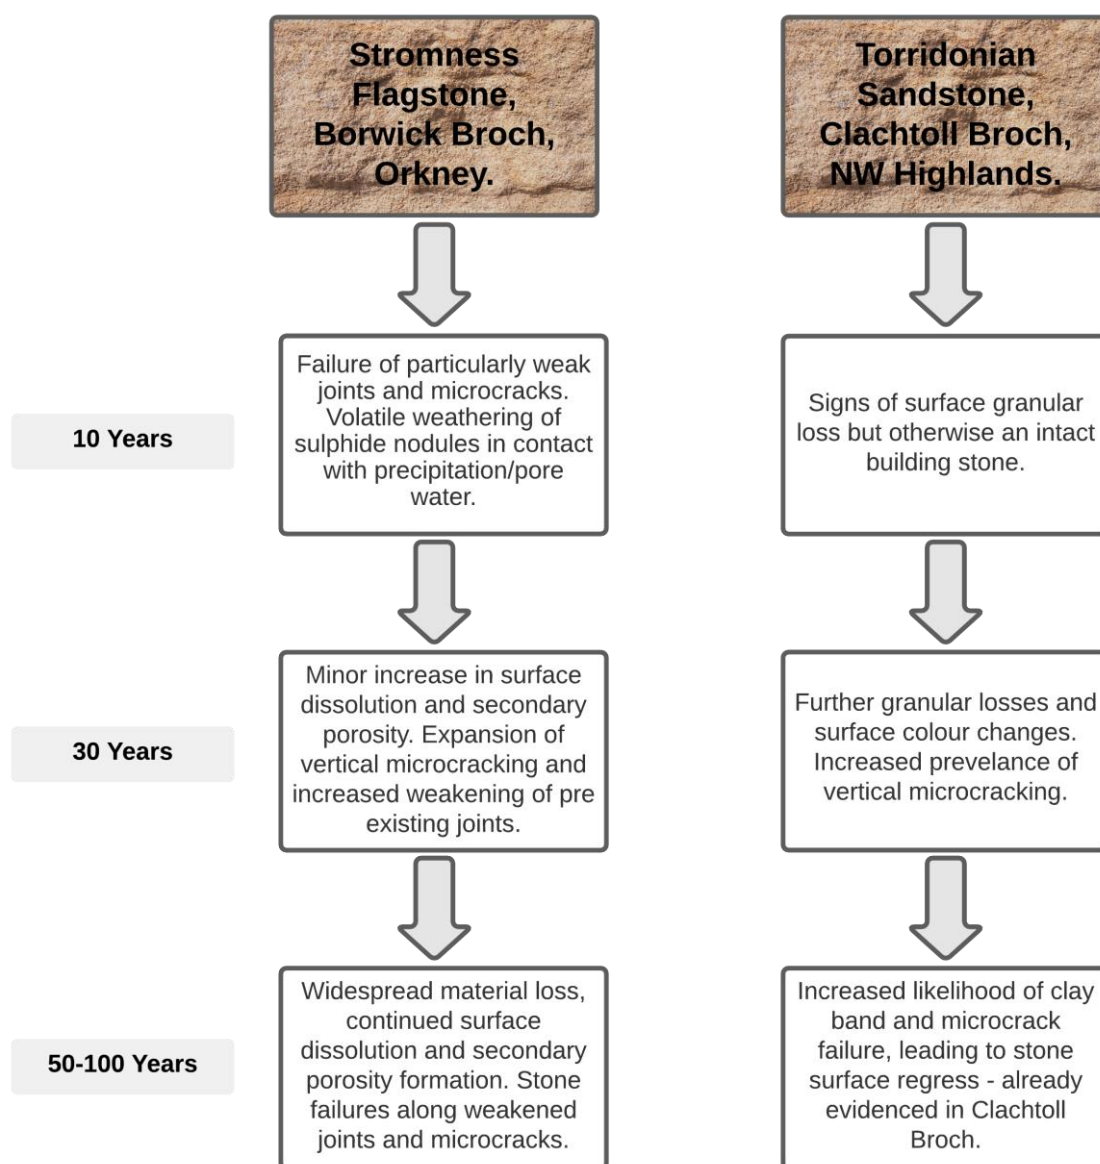 Stromness
Flagstone,
Borwick Broch,
Orkney.
Torridonian
Sandstone,
Clachtoll Broch,
NW Highlands.
10 Years
Failure of particularly weak
joints and microcracks.
Volatile weathering of
sulphide nodules in contact
with precipitation/pore
water.
Signs of surface granular
loss but otherwise an intact
building stone.
30 Years
Minor increase in surface
dissolution and secondary
porosity. Expansion of
vertical microcracking and
increased weakening of pre
existing joints.
Further granular losses and
surface colour changes.
Increased prevelance of
vertical microcracking.
50-100 Years
Widespread material loss,
continued surface
dissolution and secondary
porosity formation. Stone
failures along weakened
joints and microcracks.
Increased likelihood of clay
band and microcrack
failure, leading to stone
surface regress - already
evidenced in Clachtoll
Broch.